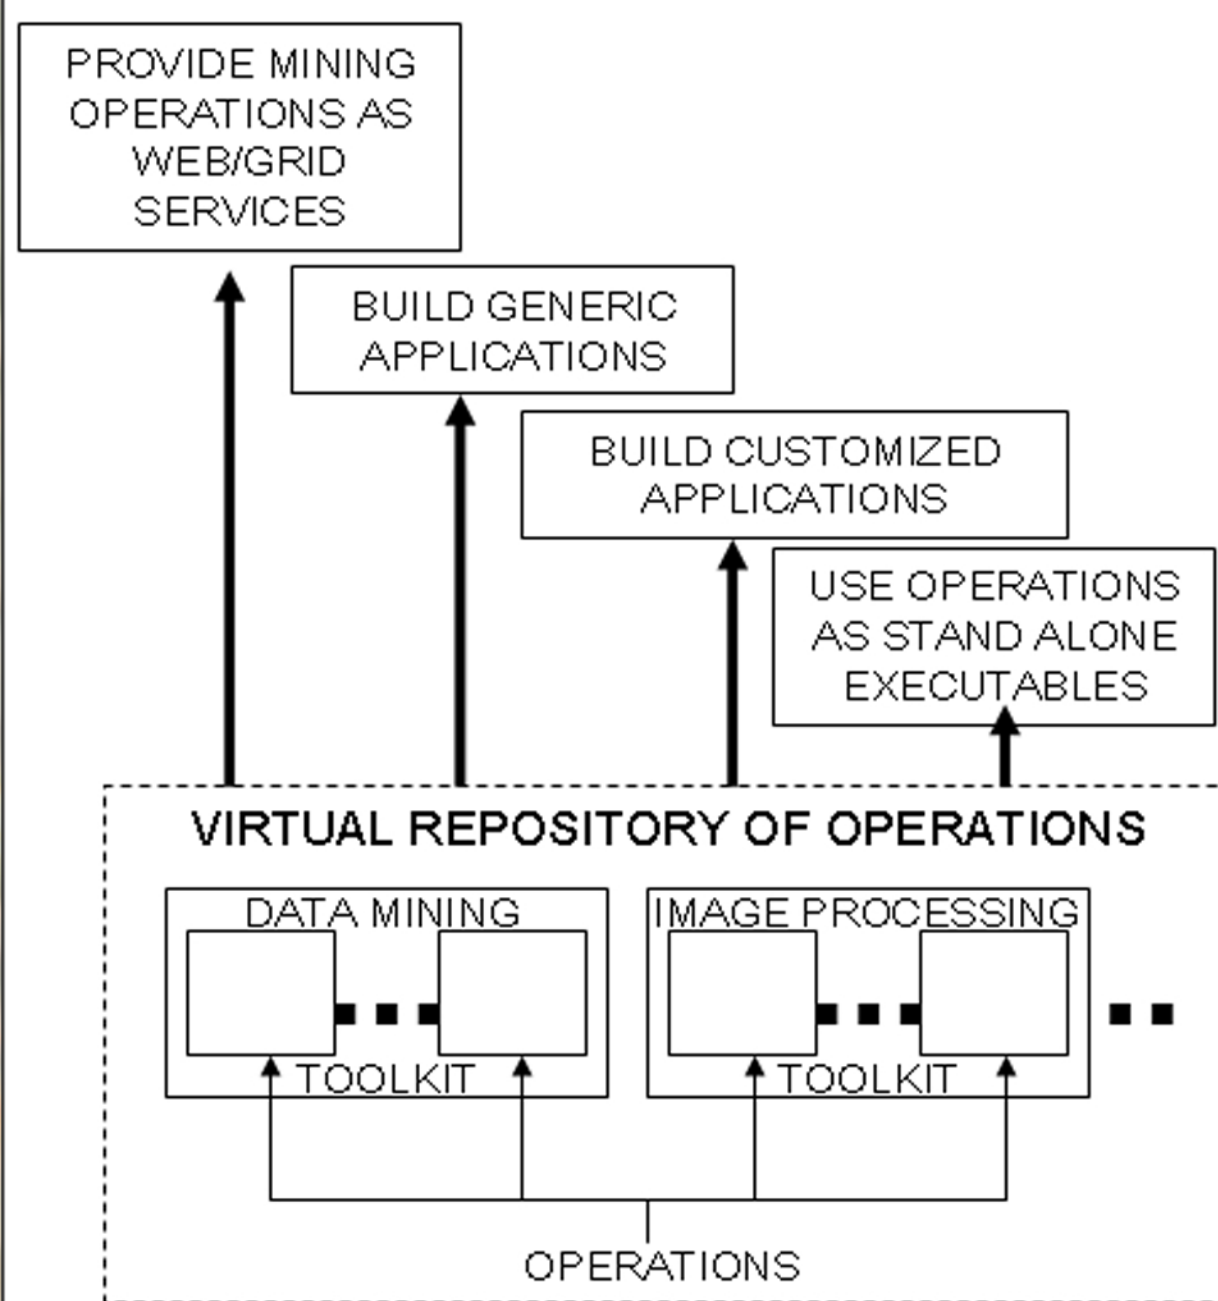 PROVIDE MINING
OPERATIONS AS
WEB/GRID
SERVICES
BUILD GENERIC
APPLICATIONS
BUILD CUSTOMIZED
APPLICATIONS
USE OPERATIONS
AS STAND ALONE
EXECUTABLES
VIRTUAL REPOSITORY OF OPERATIONS
DATA MINING
TOOLKIT
IMAGE PROCESSING
TOOLKIT
OPERATIONS